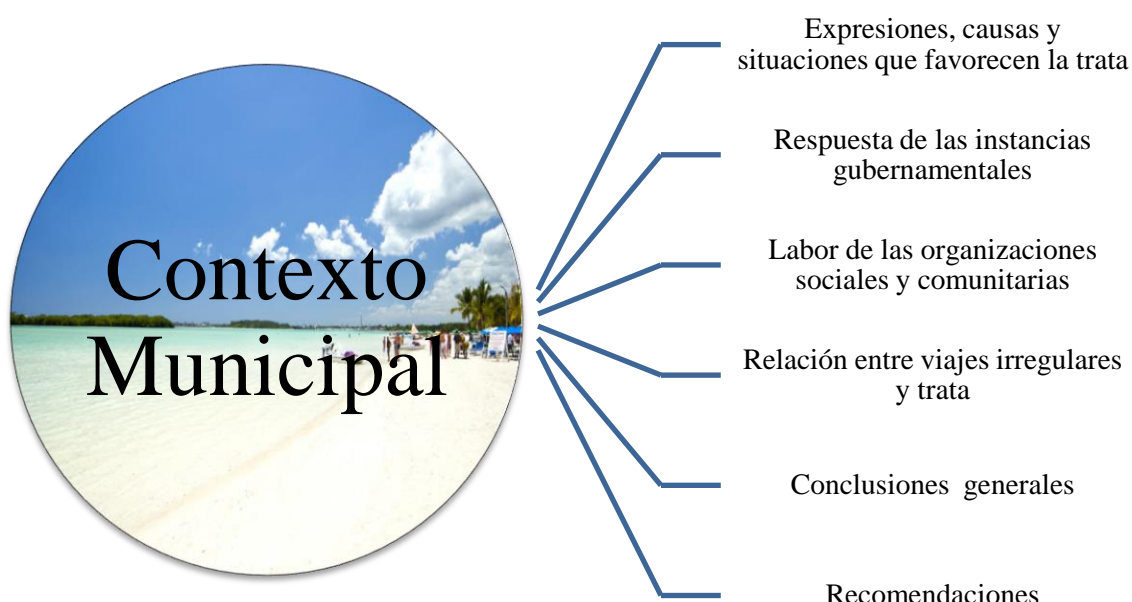 Contexto
Municipal
Expresiones, causas y
situaciones que favorecen la trata
Respuesta de las instancias
gubernamentales
Labor de las organizaciones
sociales y comunitarias
Relación entre viajes irregulares
y trata
Conclusiones generales
Recomendaciones